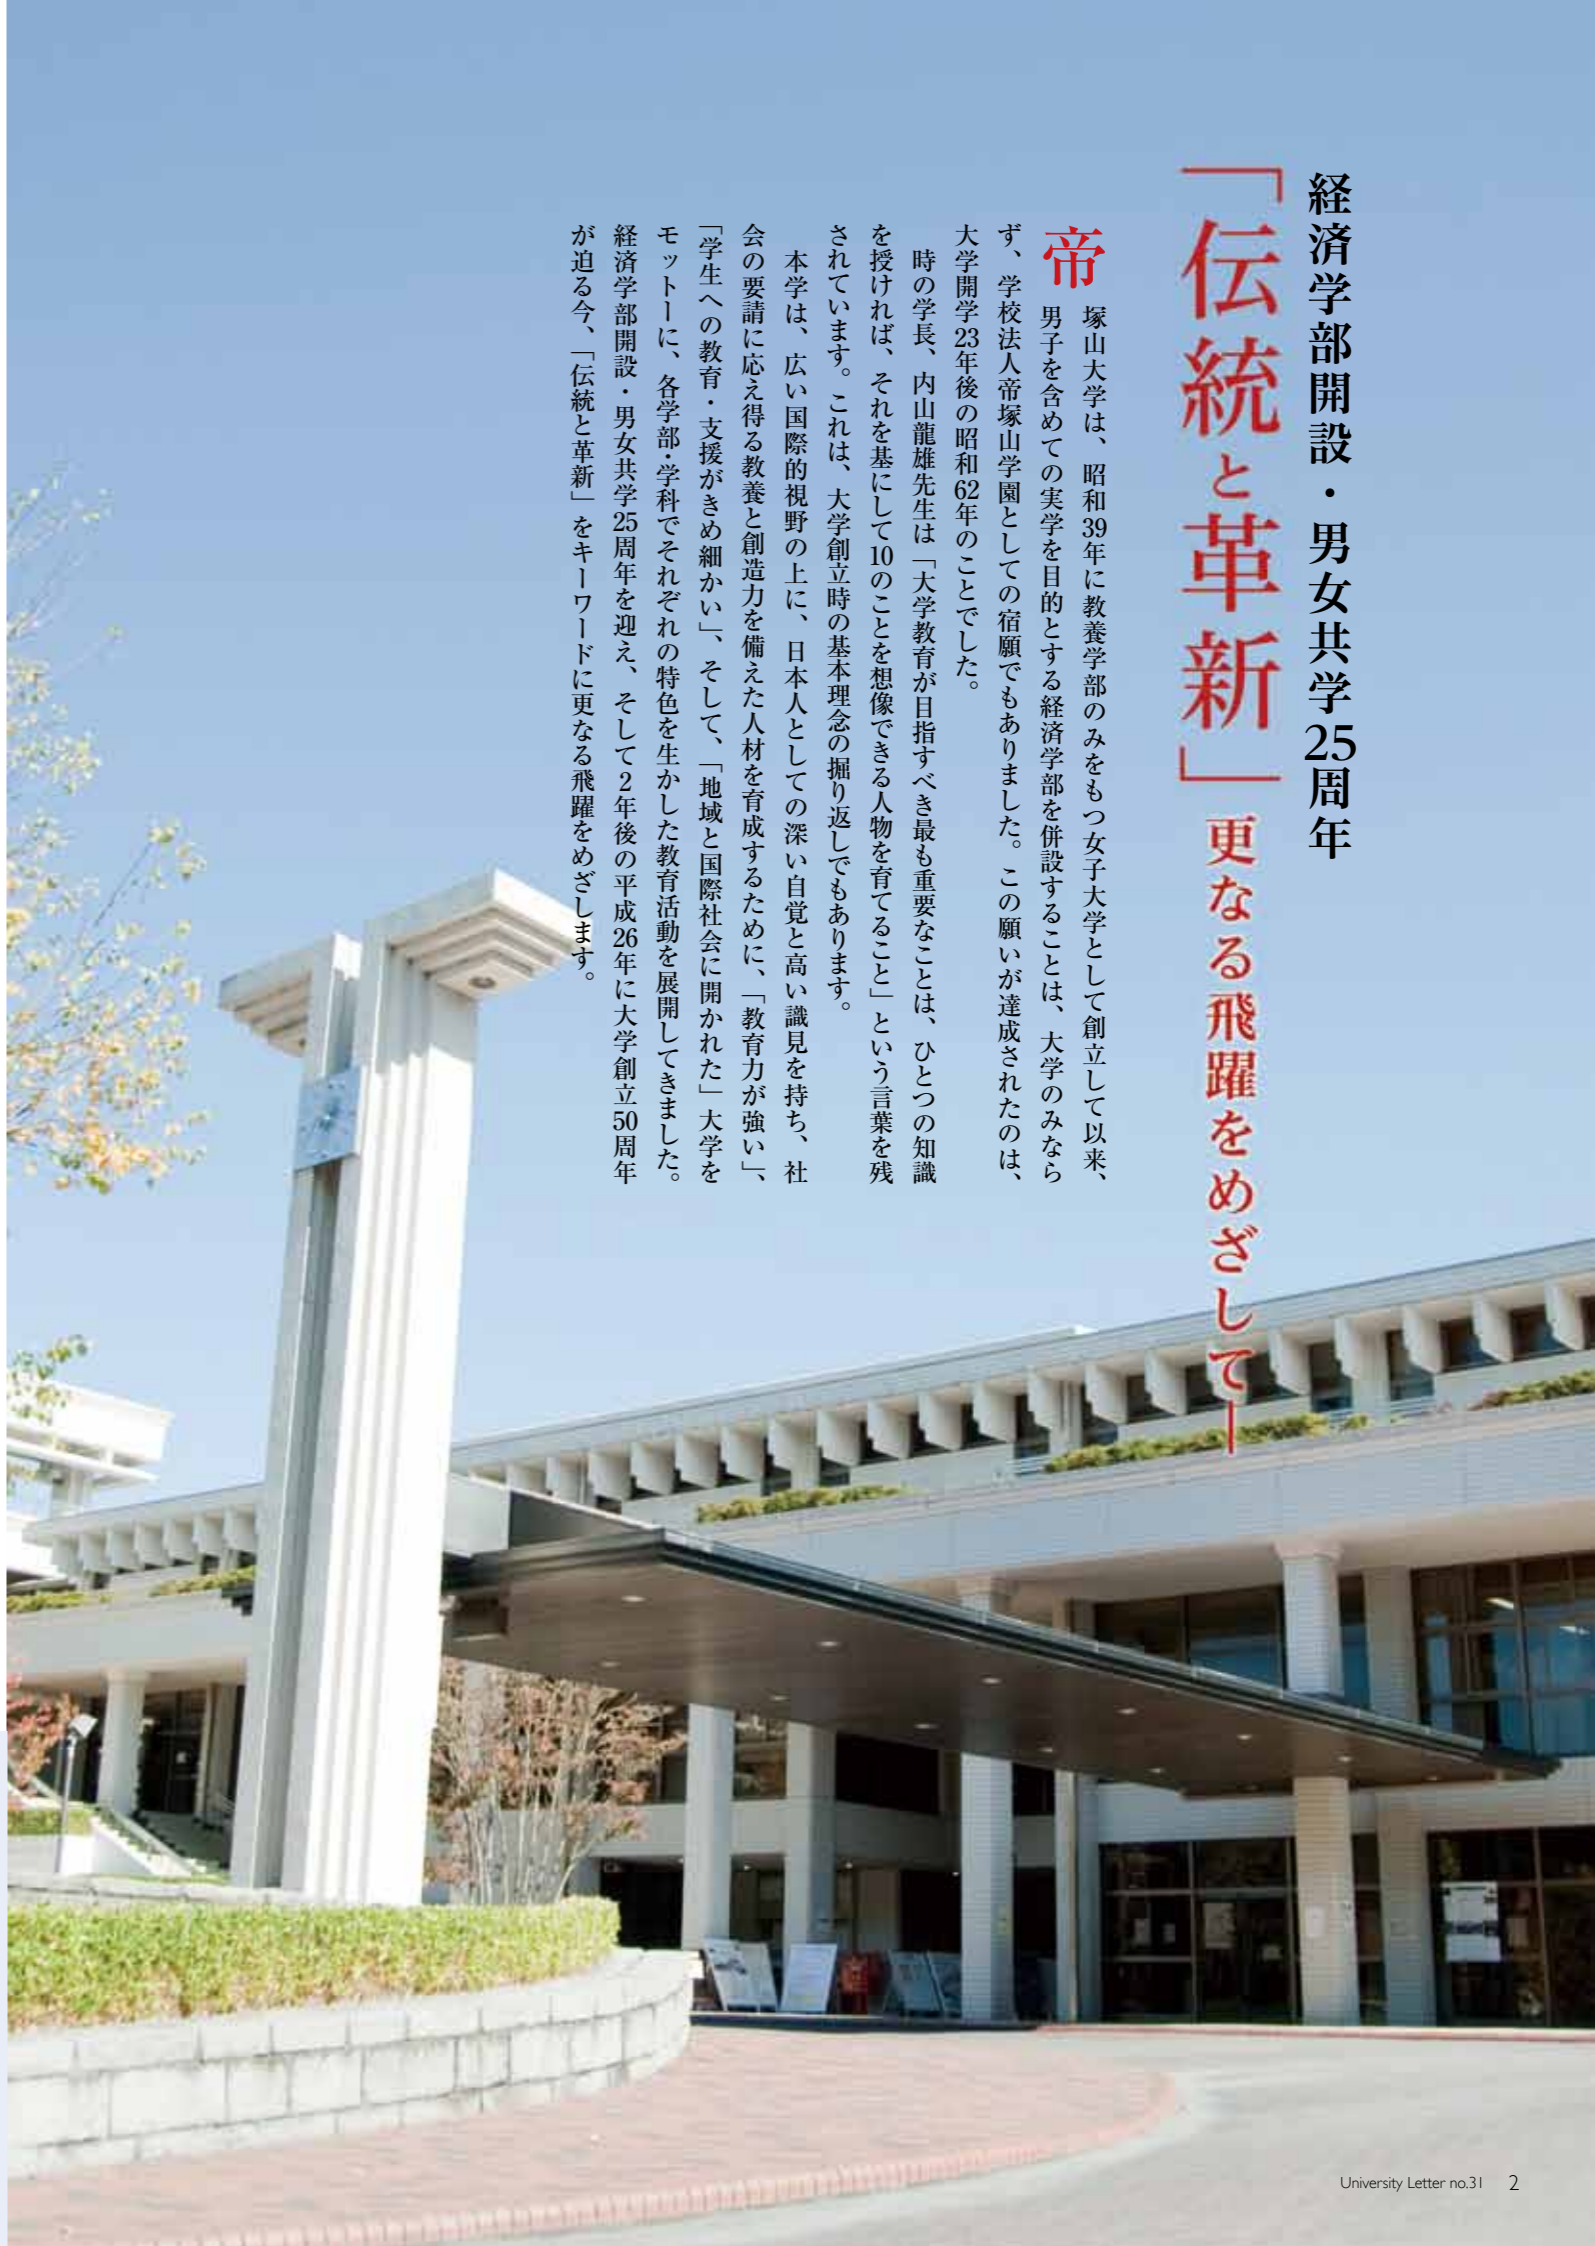 経済学部開設・男女共学25周年
「伝統と革新」更なる飛躍をめざして―
帝塚山大学は、昭和39年に教養学部のみをもつ女子大学として創立して以来、
男子を含めての実学を目的とする経済学部を併設することは、大学のみなら
ず、学校法人帝塚山学園としての宿願でもありました。この願いが達成されたのは、
大学開学23年後の昭和62年のことでした。
時の学長、内山龍雄先生は「大学教育が目指すべき最も重要なことは、ひとつの知識
を授ければ、それを基にして10のことを想像できる人物を育てること」という言葉を残
されています。これは、大学創立時の基本理念の掘り返しでもあります。
本学は、広い国際的視野の上に、日本人としての深い自覚と高い識見を持ち、社
会の要請に応え得る教養と創造力を備えた人材を育成するために、「教育力が強い」、
「学生への教育・支援がきめ細かい」、そして、「地域と国際社会に開かれた」大学を
モットーに、各学部・学科でそれぞれの特色を生かした教育活動を展開してきました。
経済学部開設・男女共学25周年を迎え、そして2年後の平成26年に大学創立50周年
が迫る今、「伝統と革新」をキーワードに更なる飛躍をめざします。
University Letter no.31 2